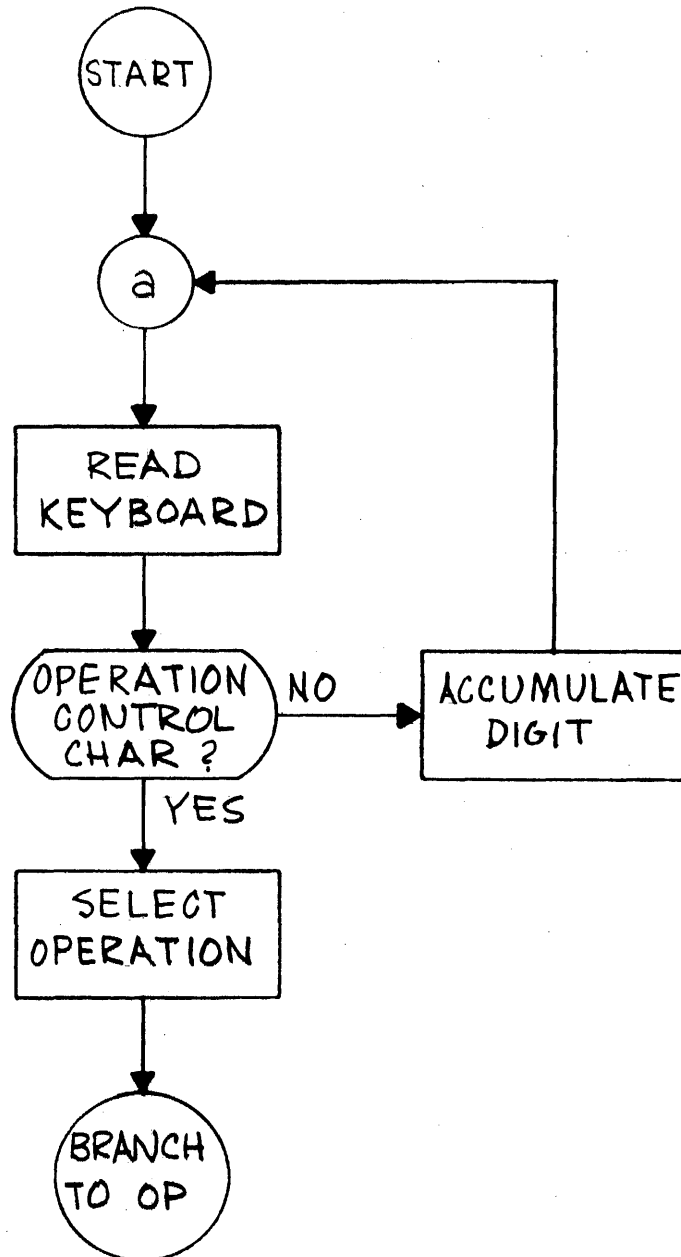 START
a
READ
KEYBOARD
OPERATION
CONTROL
CHAR ?
NO
ACCUMULATE
DIGIT
YES
SELECT
OPERATION
BRANCH
TO OP